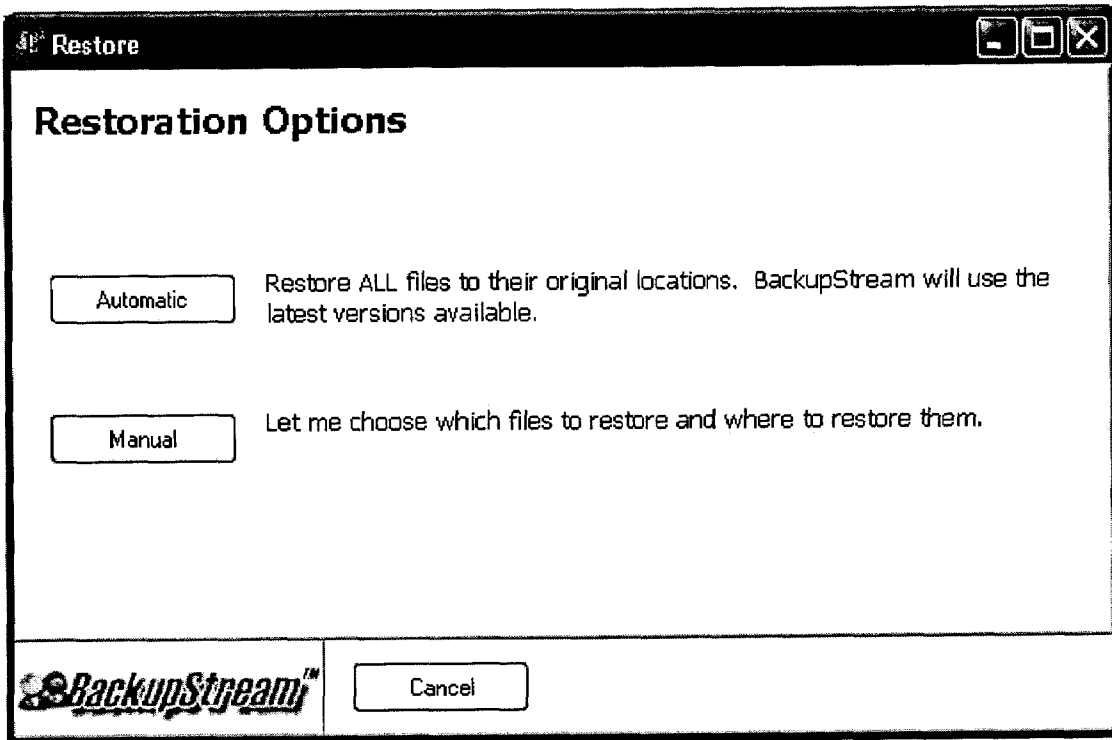 Restore
Restoration Options
Automatic
Restore ALL files to their original locations. BackupStream will use the
latest versions available.
Manual
Let me choose which files to restore and where to restore them.
BackupStream™
Cancel